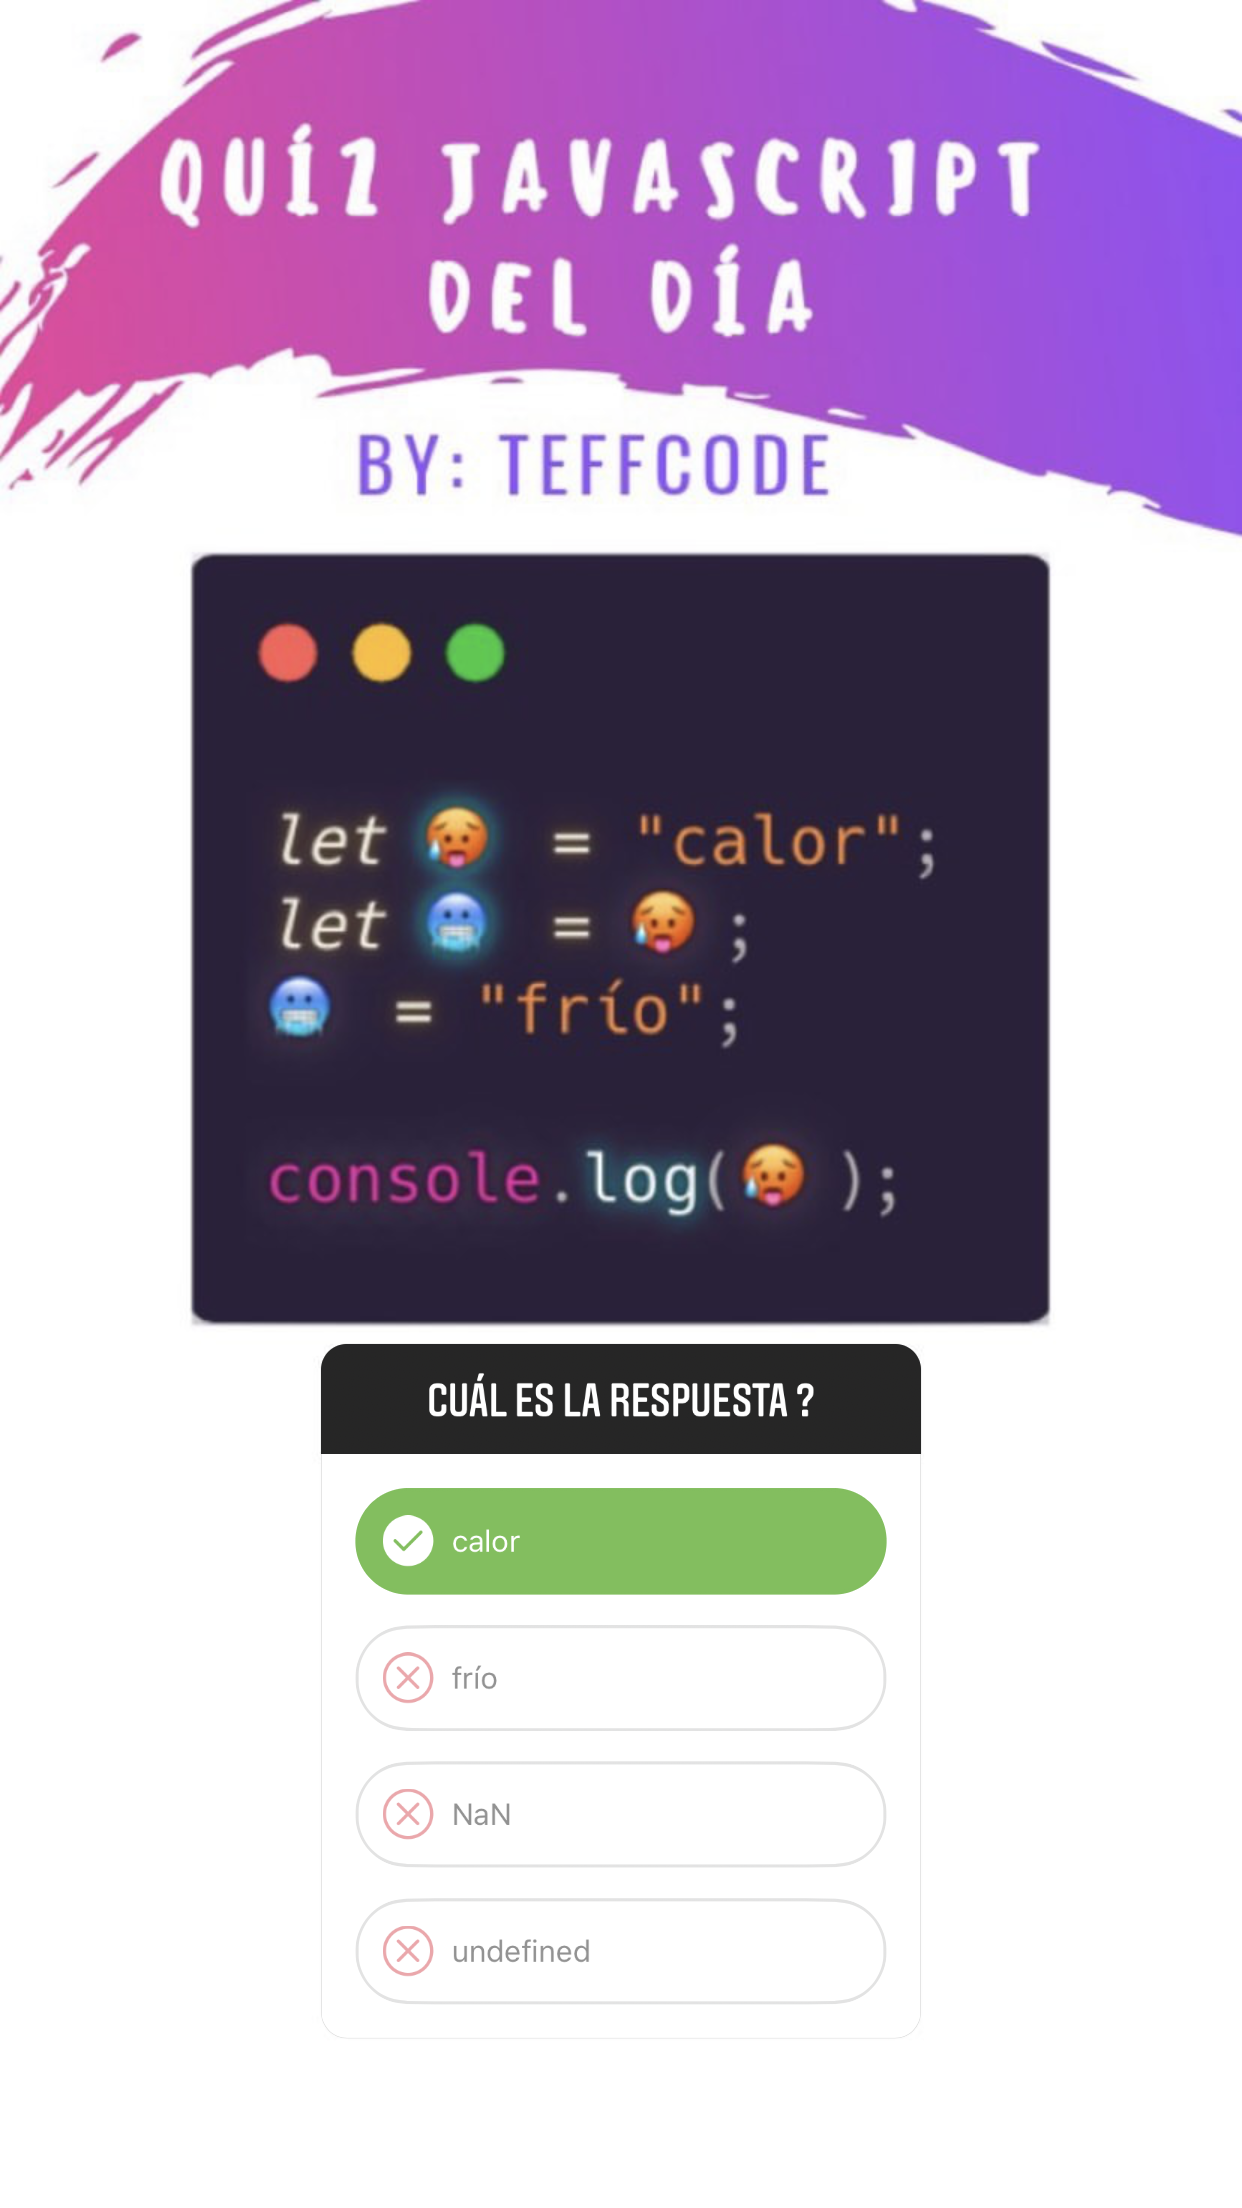 QUÍZ JAVASCRIPT
DEL DÍA
BY: TEFFCODE
let 🥵 = "calor";
let 🥶 = 🥵 ;
🥶 = "frío";
console.log(🥵 );
CUÁL ES LA RESPUESTA ?
calor
frío
NaN
undefined